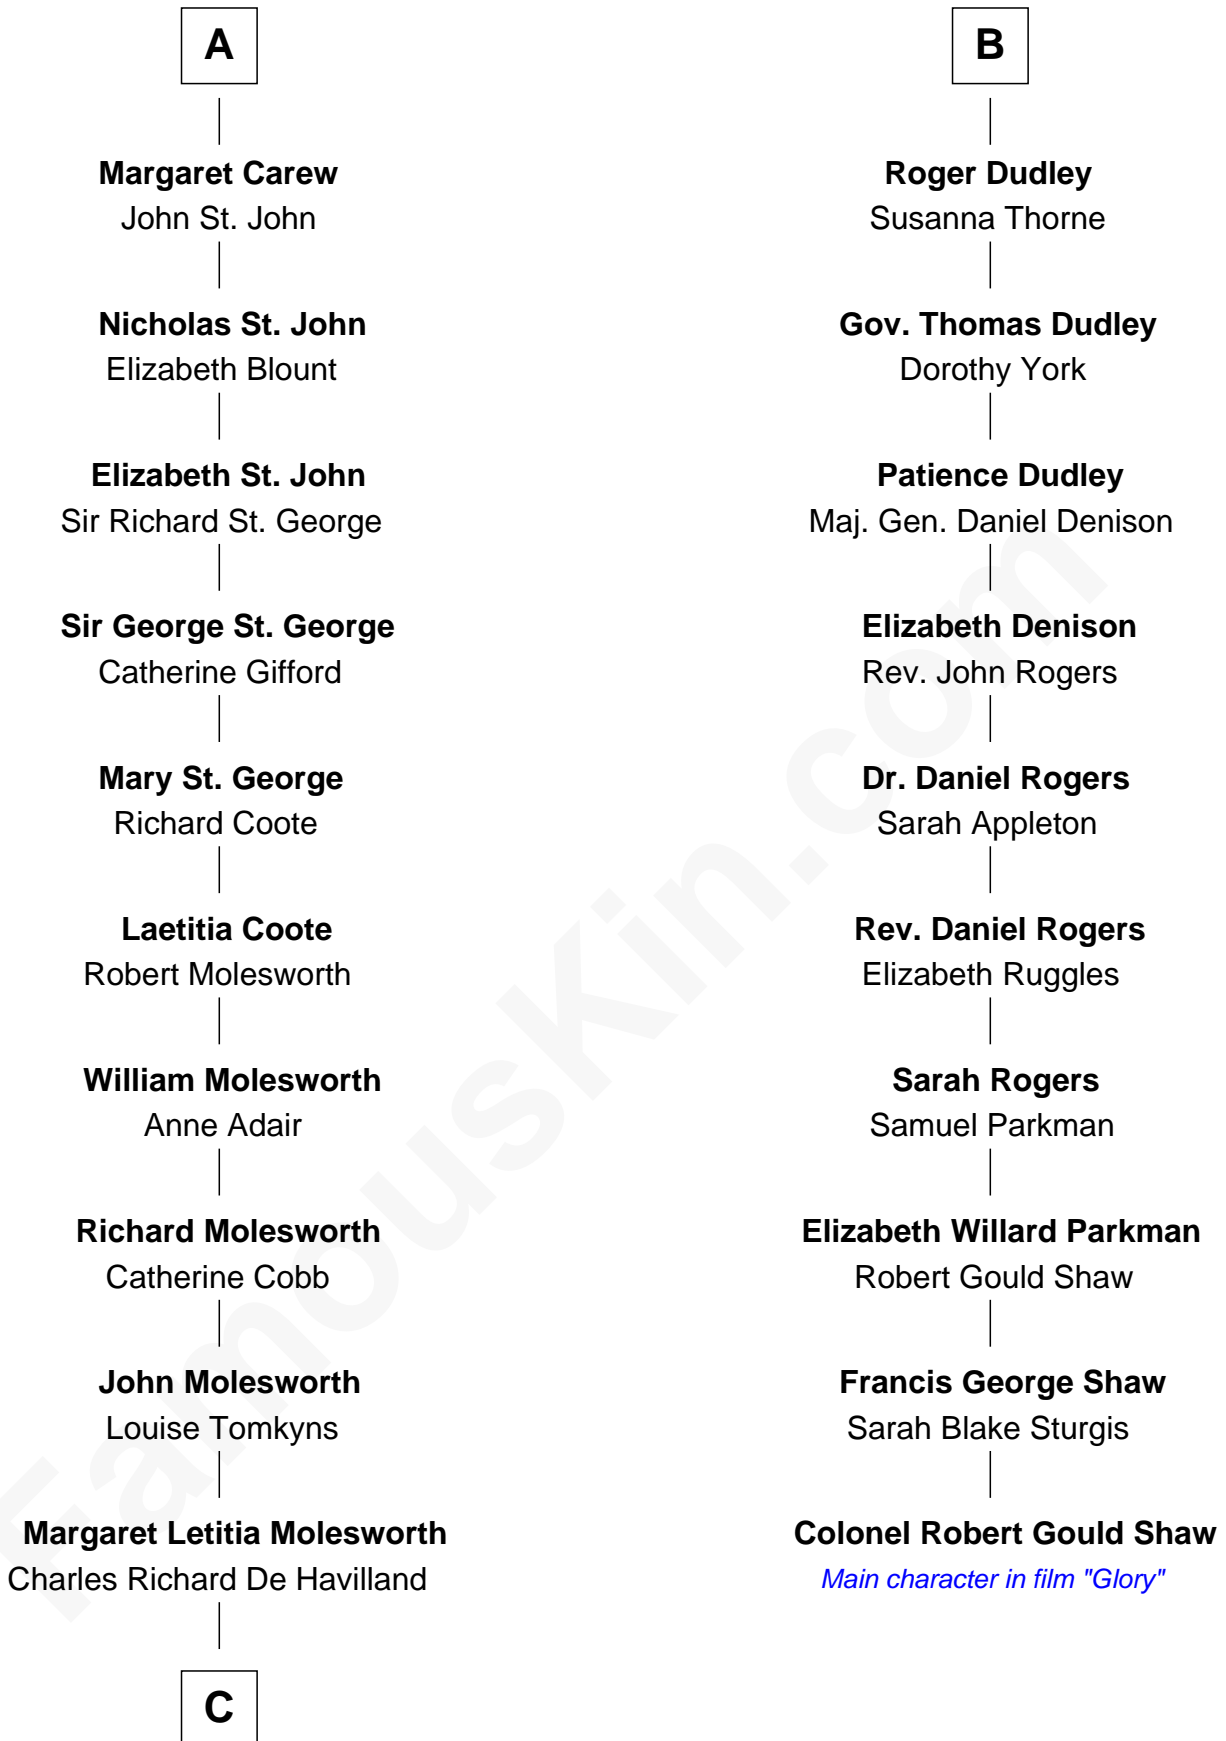 A
Margaret Carew
John St. John
Nicholas St. John
Elizabeth Blount
Elizabeth St. John
Sir Richard St. George
Sir George St. George
Catherine Gifford
Mary St. George
Richard Coote
Laetitia Coote
Robert Molesworth
William Molesworth
Anne Adair
Richard Molesworth
Catherine Cobb
John Molesworth
Louise Tomkyns
Margaret Letitia Molesworth
Charles Richard De Havilland
C
B
Roger Dudley
Susanna Thorne
Gov. Thomas Dudley
Dorothy York
Patience Dudley
Maj. Gen. Daniel Denison
Elizabeth Denison
Rev. John Rogers
Dr. Daniel Rogers
Sarah Appleton
Rev. Daniel Rogers
Elizabeth Ruggles
Sarah Rogers
Samuel Parkman
Elizabeth Willard Parkman
Robert Gould Shaw
Francis George Shaw
Sarah Blake Sturgis
Colonel Robert Gould Shaw
Main character in film "Glory"
FamousKin.com